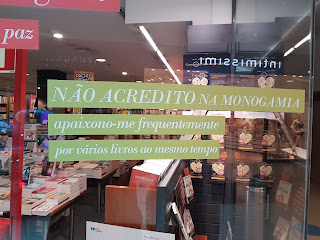 paz
intimissimi
NÃO ACREDITO NA MONOGAMIA
apaixono-me frequentemente
por vários livros ao mesmo tempo